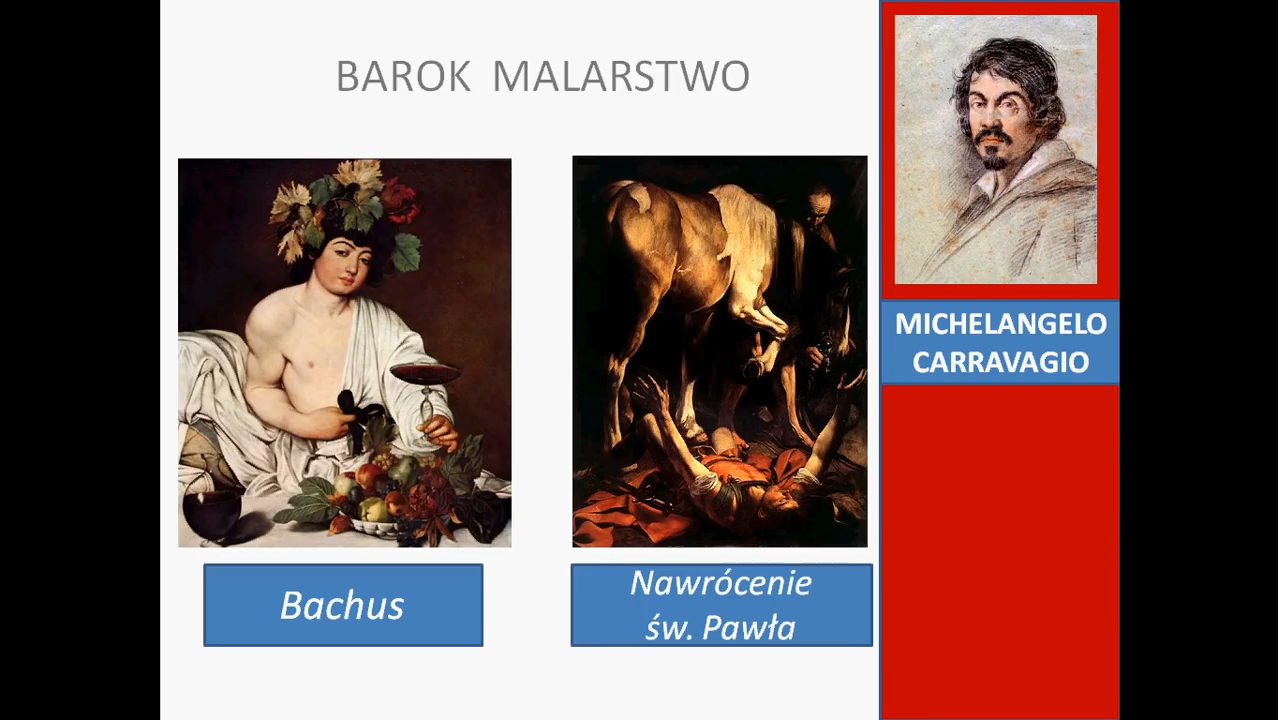 BAROK MALARSTWO
MICHELANGELO
CARRAVAGIO
Bachus
Nawrócenie
św. Pawła